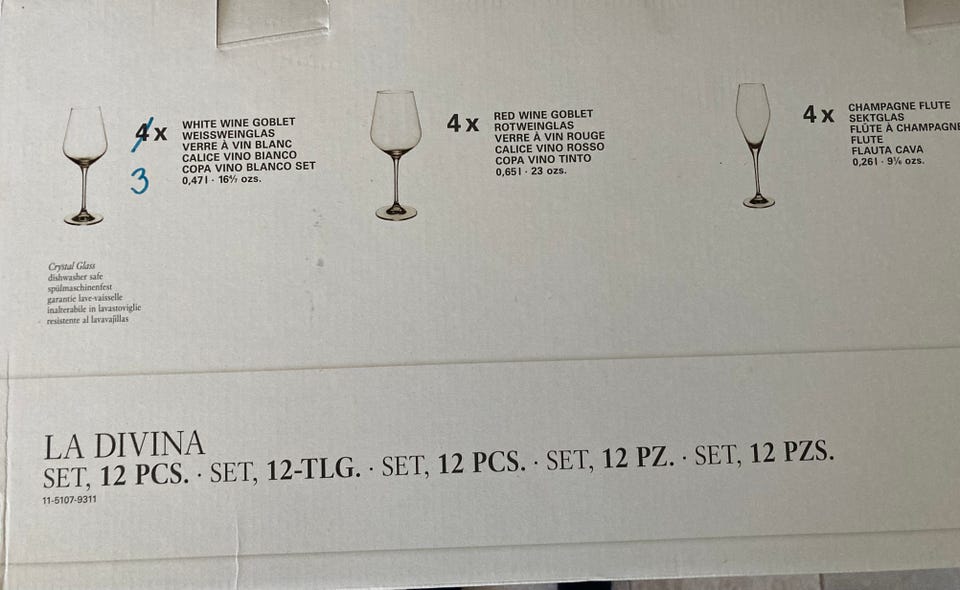 4 x
3
WHITE WINE GOBLET
WEISSWEINGLAS
VERRE À VIN BLANC
CALICE VINO BIANCO
COPA VINO BLANCO SET
0,47 l · ozs.
4 x
RED WINE GOBLET
ROTWEINGLAS
VERRE À VIN ROUGE
CALICE VINO ROSSO
COPA VINO TINTO
0,65 l · 23 ozs.
4 x
CHAMPAGNE FLUTE
SEKTGLAS
FLÛTE À CHAMPAGNE
FLUTE
FLAUTA CAVA
0,26 l · ozs.
Crystal Glass
dishwasher safe
spülmaschinenfest
garantie lave-vaisselle
inalterabile in lavastoviglie
resistente al lavavajillas
LA DIVINA
SET, 12 PCS. · SET, 12-TLG. · SET, 12 PCS. · SET, 12 PZ. · SET, 12 PZS.
11-5107-9311